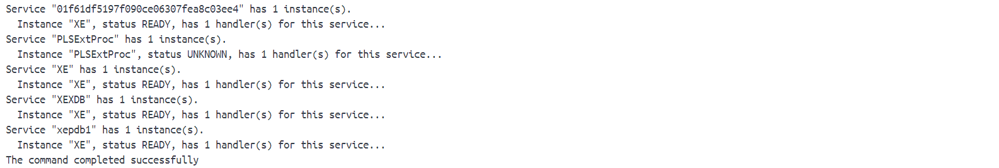 Service "01f61df5197f090ce06307fea8c03ee4" has 1 instance(s).
  Instance "XE", status READY, has 1 handler(s) for this service...
Service "PLSExtProc" has 1 instance(s).
  Instance "PLSExtProc", status UNKNOWN, has 1 handler(s) for this service...
Service "XE" has 1 instance(s).
  Instance "XE", status READY, has 1 handler(s) for this service...
Service "XEXDB" has 1 instance(s).
  Instance "XE", status READY, has 1 handler(s) for this service...
Service "xepdb1" has 1 instance(s).
  Instance "XE", status READY, has 1 handler(s) for this service...
The command completed successfully